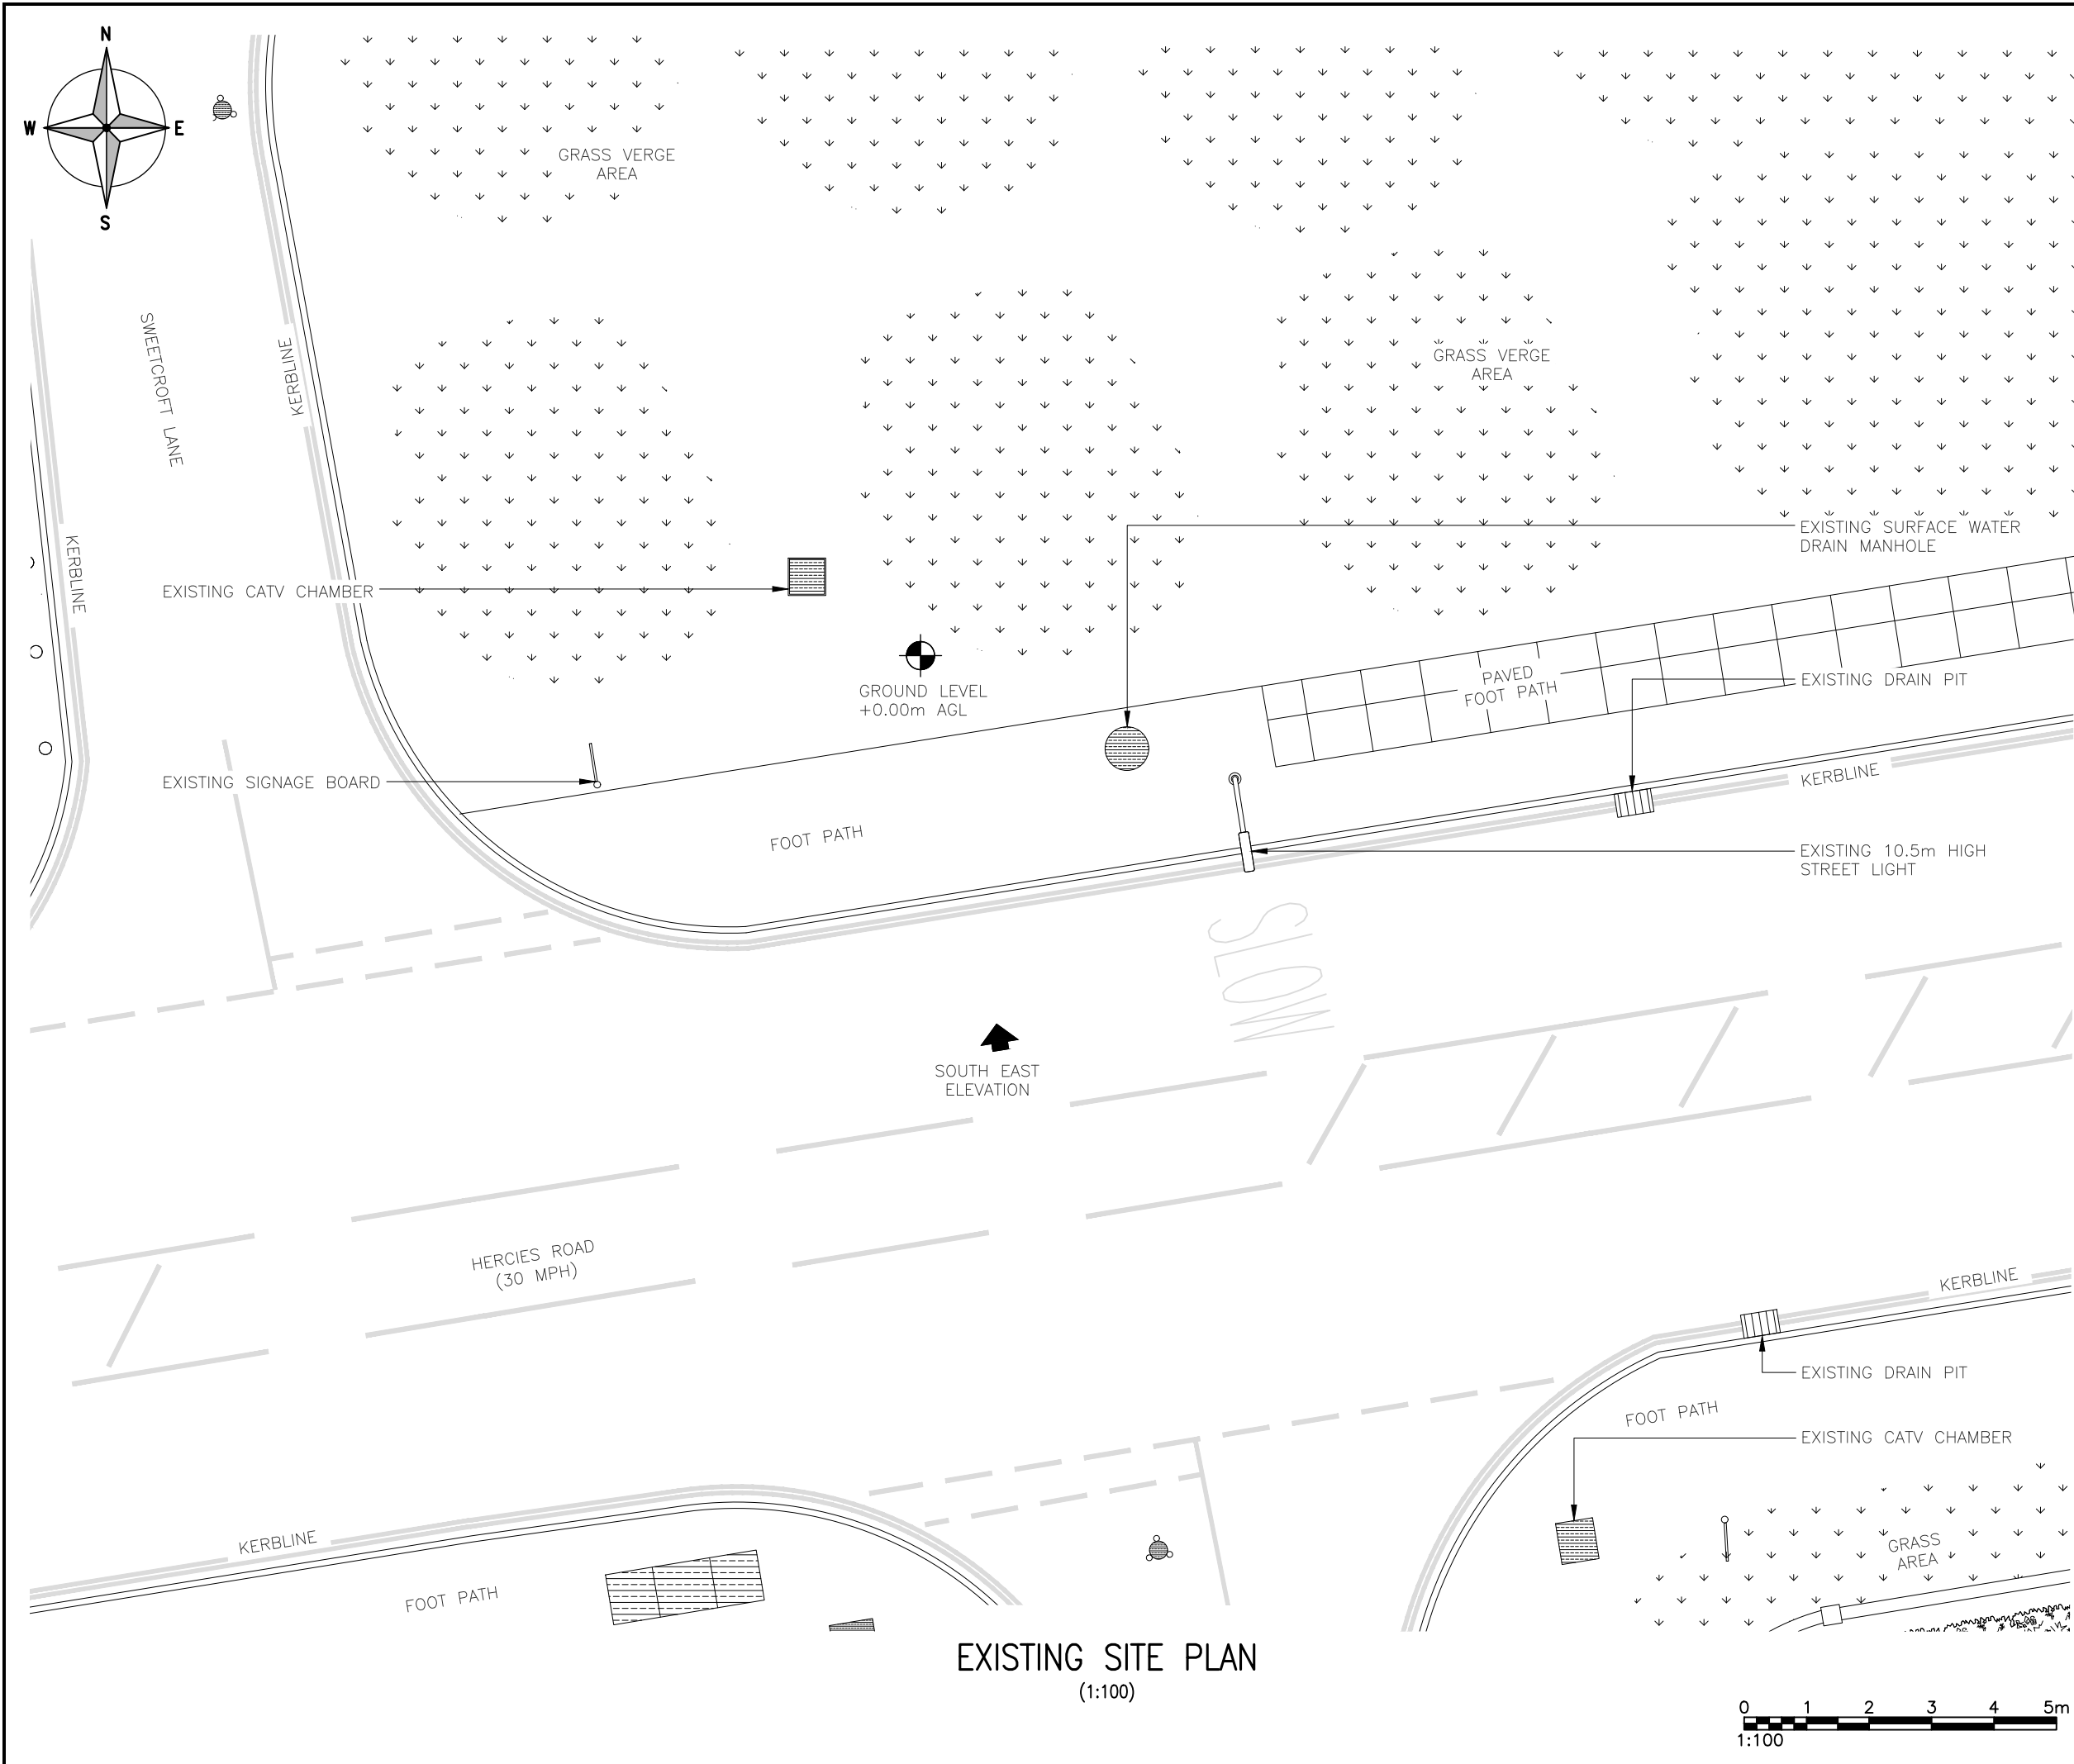 N
W E
S
GRASS VERGE
AREA
SWEETCROFT LANE
KERBLINE
GRASS VERGE
AREA
KERBLINE
EXISTING SURFACE WATER
DRAIN MANHOLE
EXISTING CATV CHAMBER
GROUND LEVEL
+0.00m AGL
PAVED
FOOT PATH
EXISTING DRAIN PIT
EXISTING SIGNAGE BOARD
KERBLINE
FOOT PATH
EXISTING 10.5m HIGH
STREET LIGHT
SLOW
SOUTH EAST
ELEVATION
HERCIES ROAD
(30 MPH)
KERBLINE
EXISTING DRAIN PIT
FOOT PATH
EXISTING CATV CHAMBER
KERBLINE
GRASS
AREA
FOOT PATH
EXISTING SITE PLAN
(1:100)
0 1 2 3 4 5m
1:100